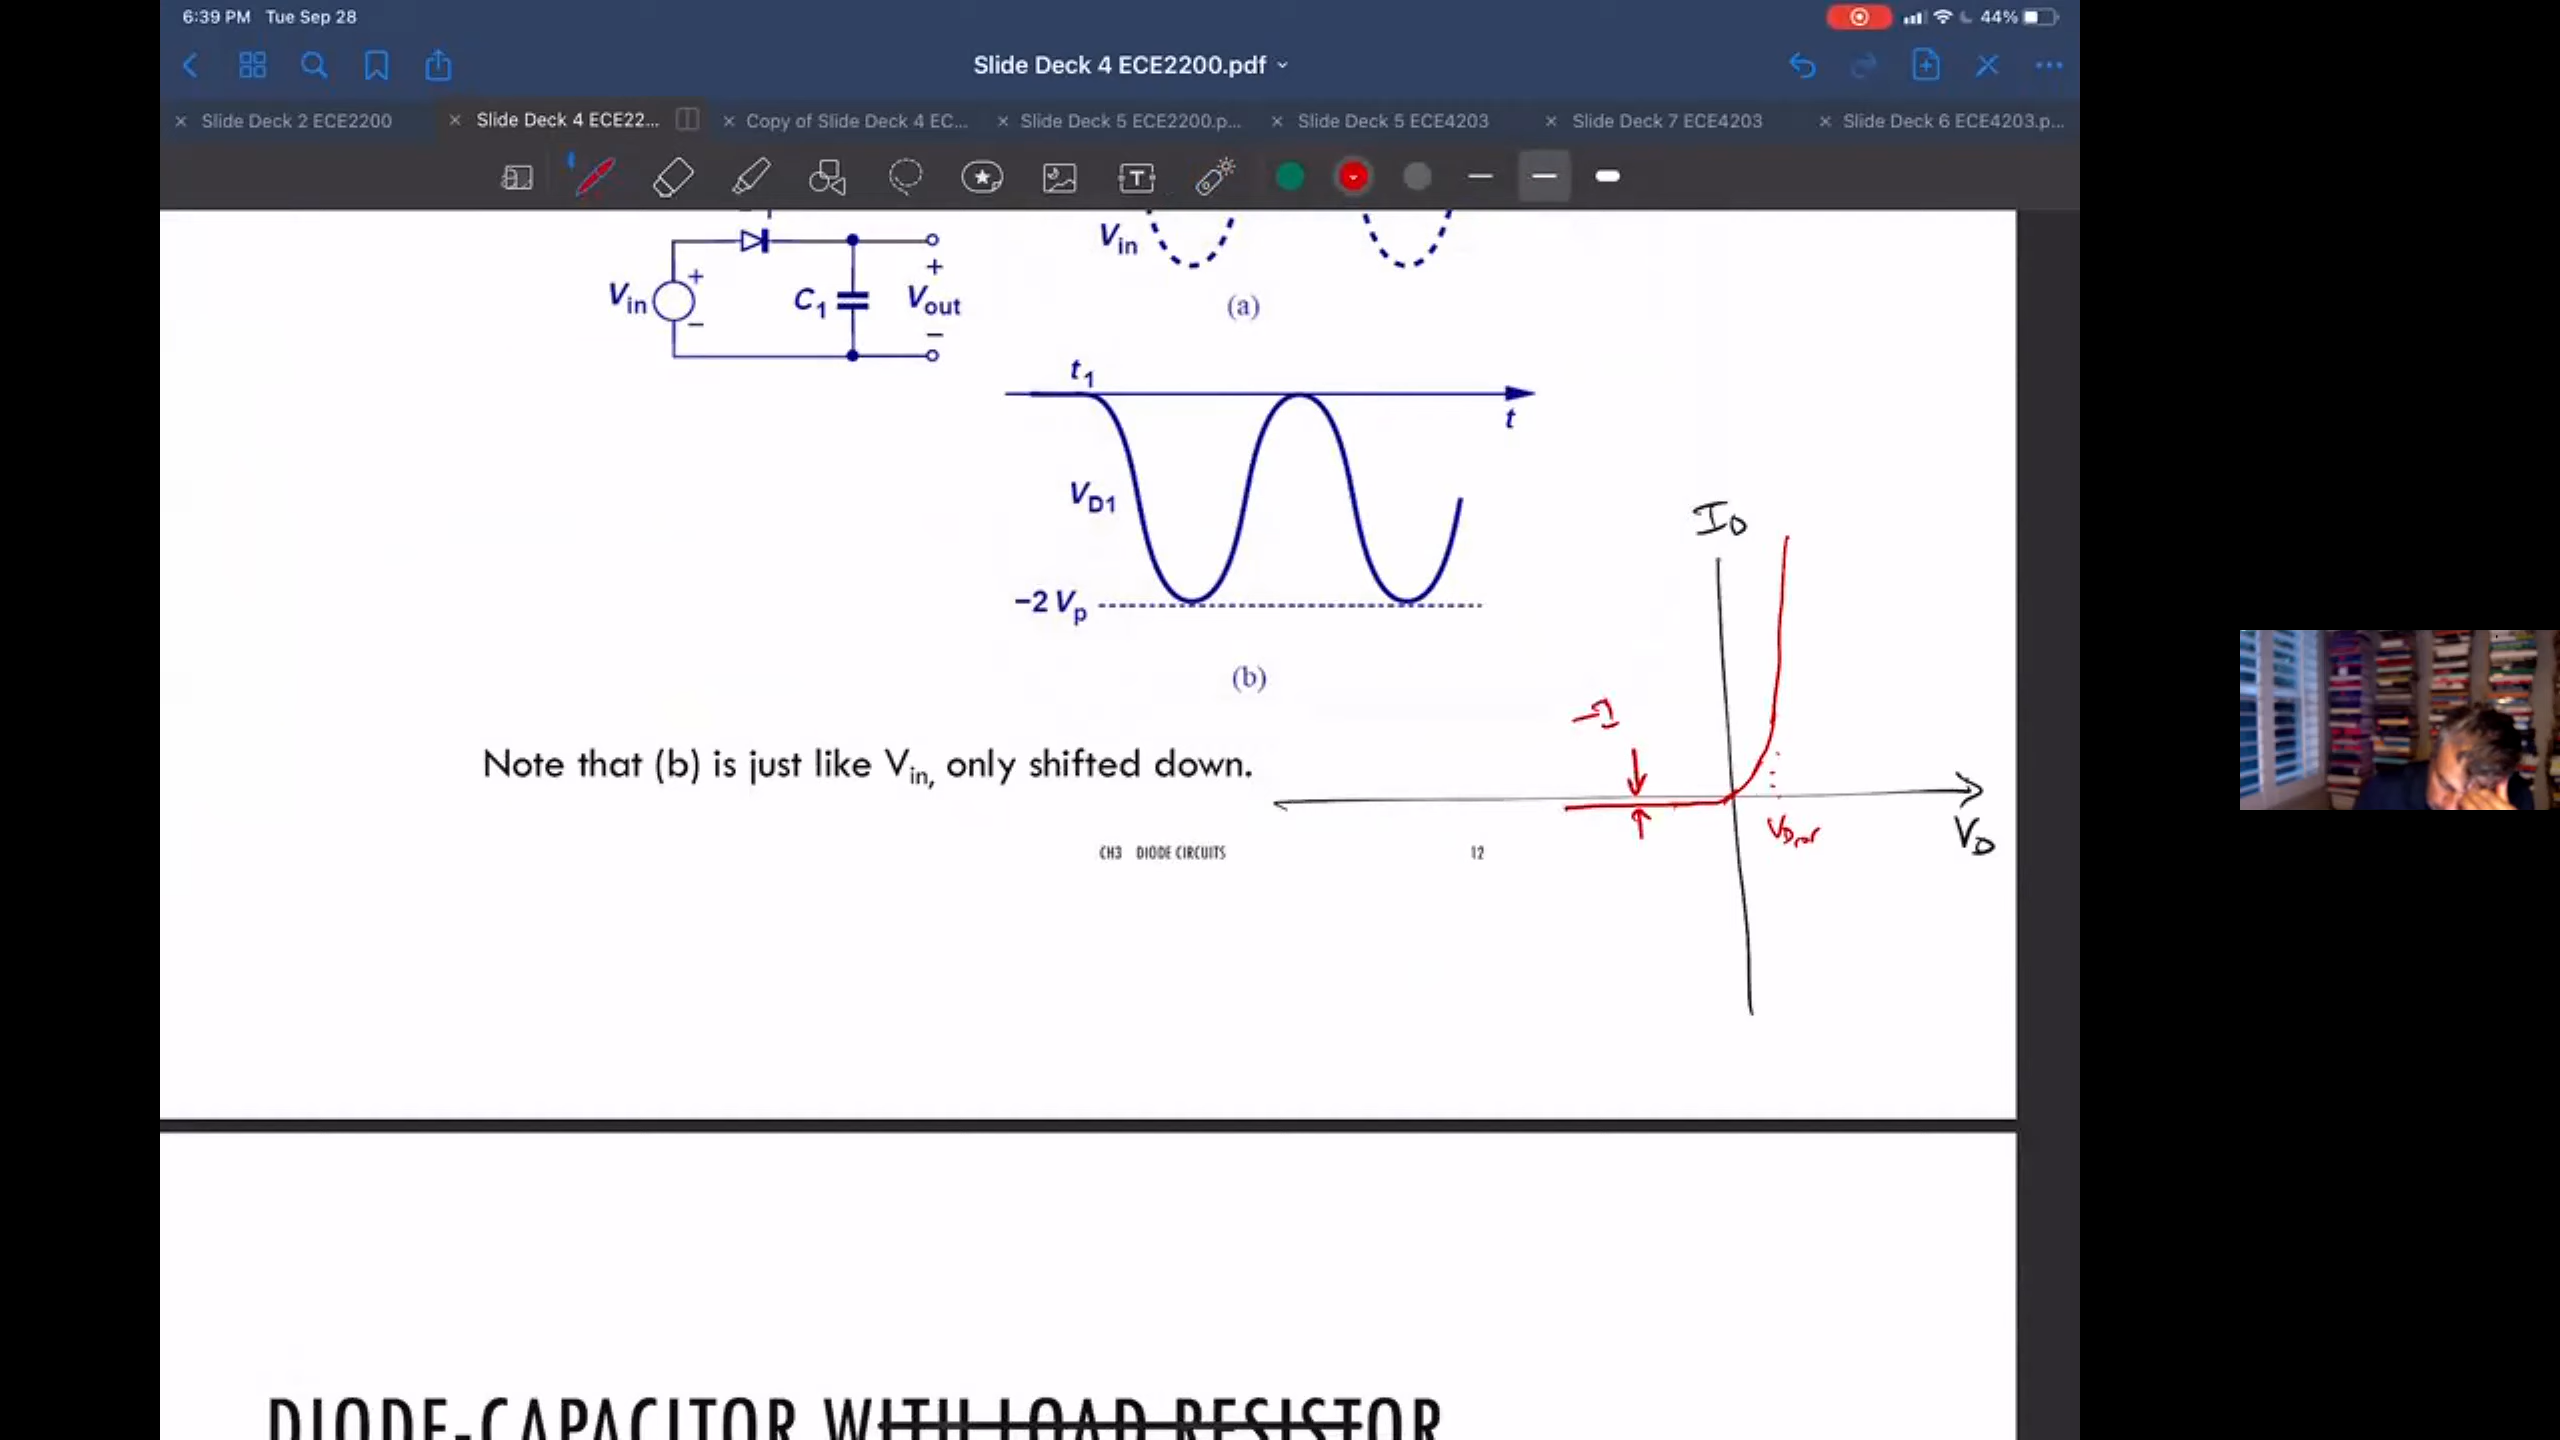 6:39 PM Tue Sep 28
44%
Slide Deck 4 ECE2200.pdf
Slide Deck 2 ECE2200
Slide Deck 4 ECE22...
Copy of Slide Deck 4 EC...
Slide Deck 5 ECE2200.p...
Slide Deck 5 ECE4203
Slide Deck 7 ECE4203
Slide Deck 6 ECE4203.p...
Vin
+
−
C1
+
Vout
−
Vin
(a)
t1
t
VD1
−2 Vp
(b)
ID
VD
Note that (b) is just like Vin, only shifted down.
CH3 DIODE CIRCUITS 12
DIODE-CAPACITOR WITH LOAD RESISTOR